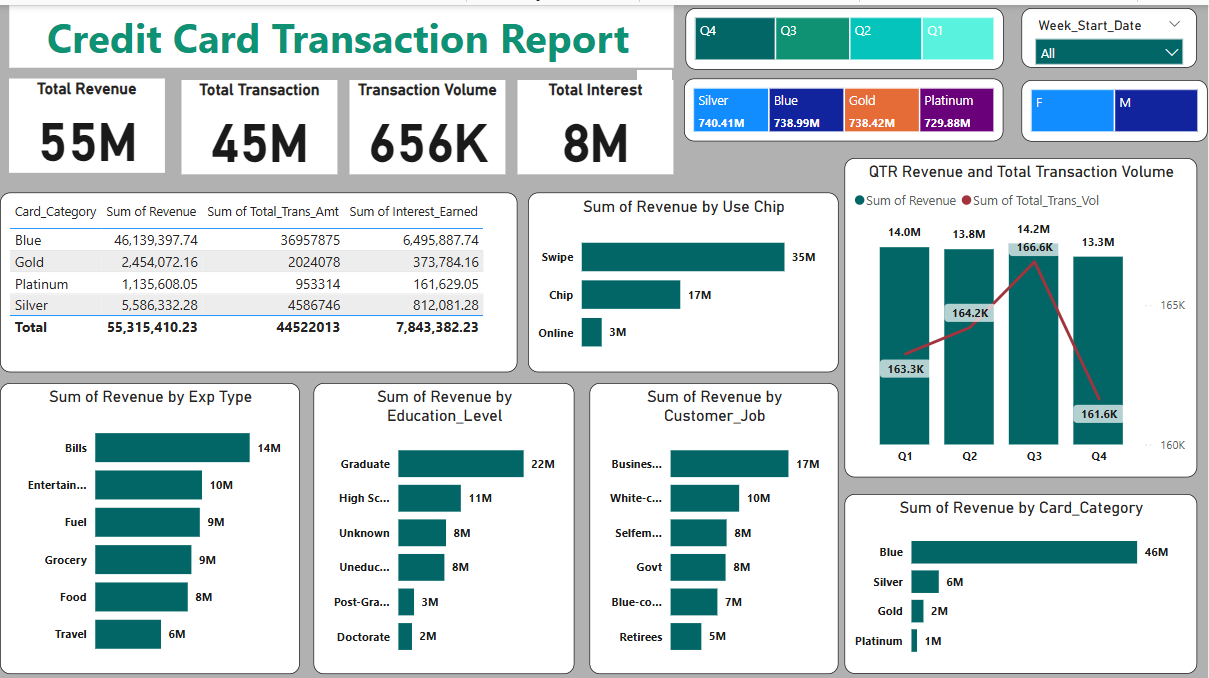 Credit Card Transaction Report
Q4 Q3 Q2 Q1
Week_Start_Date
All
Total Revenue
55M
Total Transaction
45M
Transaction Volume
656K
Total Interest
8M
Silver Blue Gold Platinum
740.41M 738.99M 738.42M 729.88M
F M
Card_Category Sum of Revenue Sum of Total_Trans_Amt Sum of Interest_Earned
Blue 46,139,397.74 36957875 6,495,887.74
Gold 2,454,072.16 2024078 373,784.16
Platinum 1,135,608.05 953314 161,629.05
Silver 5,586,332.28 4586746 812,081.28
Total 55,315,410.23 44522013 7,843,382.23
Sum of Revenue by Use Chip
Swipe 35M
Chip 17M
Online 3M
QTR Revenue and Total Transaction Volume
Sum of Revenue Sum of Total_Trans_Vol
14.0M 13.8M 14.2M 13.3M
163.3K 164.2K 166.6K 161.6K
165K
160K
Q1 Q2 Q3 Q4
Sum of Revenue by Exp Type
Bills 14M
Entertain... 10M
Fuel 9M
Grocery 9M
Food 8M
Travel 6M
Sum of Revenue by
Education_Level
Graduate 22M
High Sc... 11M
Unknown 8M
Uneduc... 8M
Post-Gra... 3M
Doctorate 2M
Sum of Revenue by
Customer_Job
Busines... 17M
White-c... 10M
Selfem... 8M
Govt 8M
Blue-co... 7M
Retirees 5M
Sum of Revenue by Card_Category
Blue 46M
Silver 6M
Gold 2M
Platinum 1M